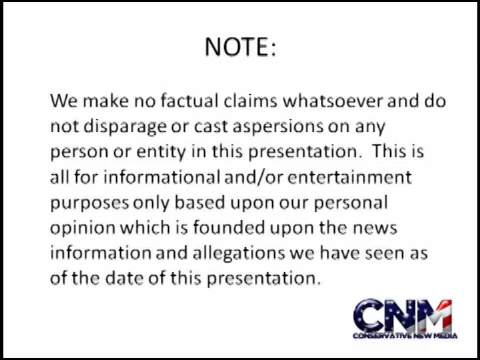 NOTE:
We make no factual claims whatsoever and do
not disparage or cast aspersions on any
person or entity in this presentation. This is
all for informational and/or entertainment
purposes only based upon our personal
opinion which is founded upon the news
information and allegations we have seen as
of the date of this presentation.
CNM
CONSERVATIVE NEW MEDIA